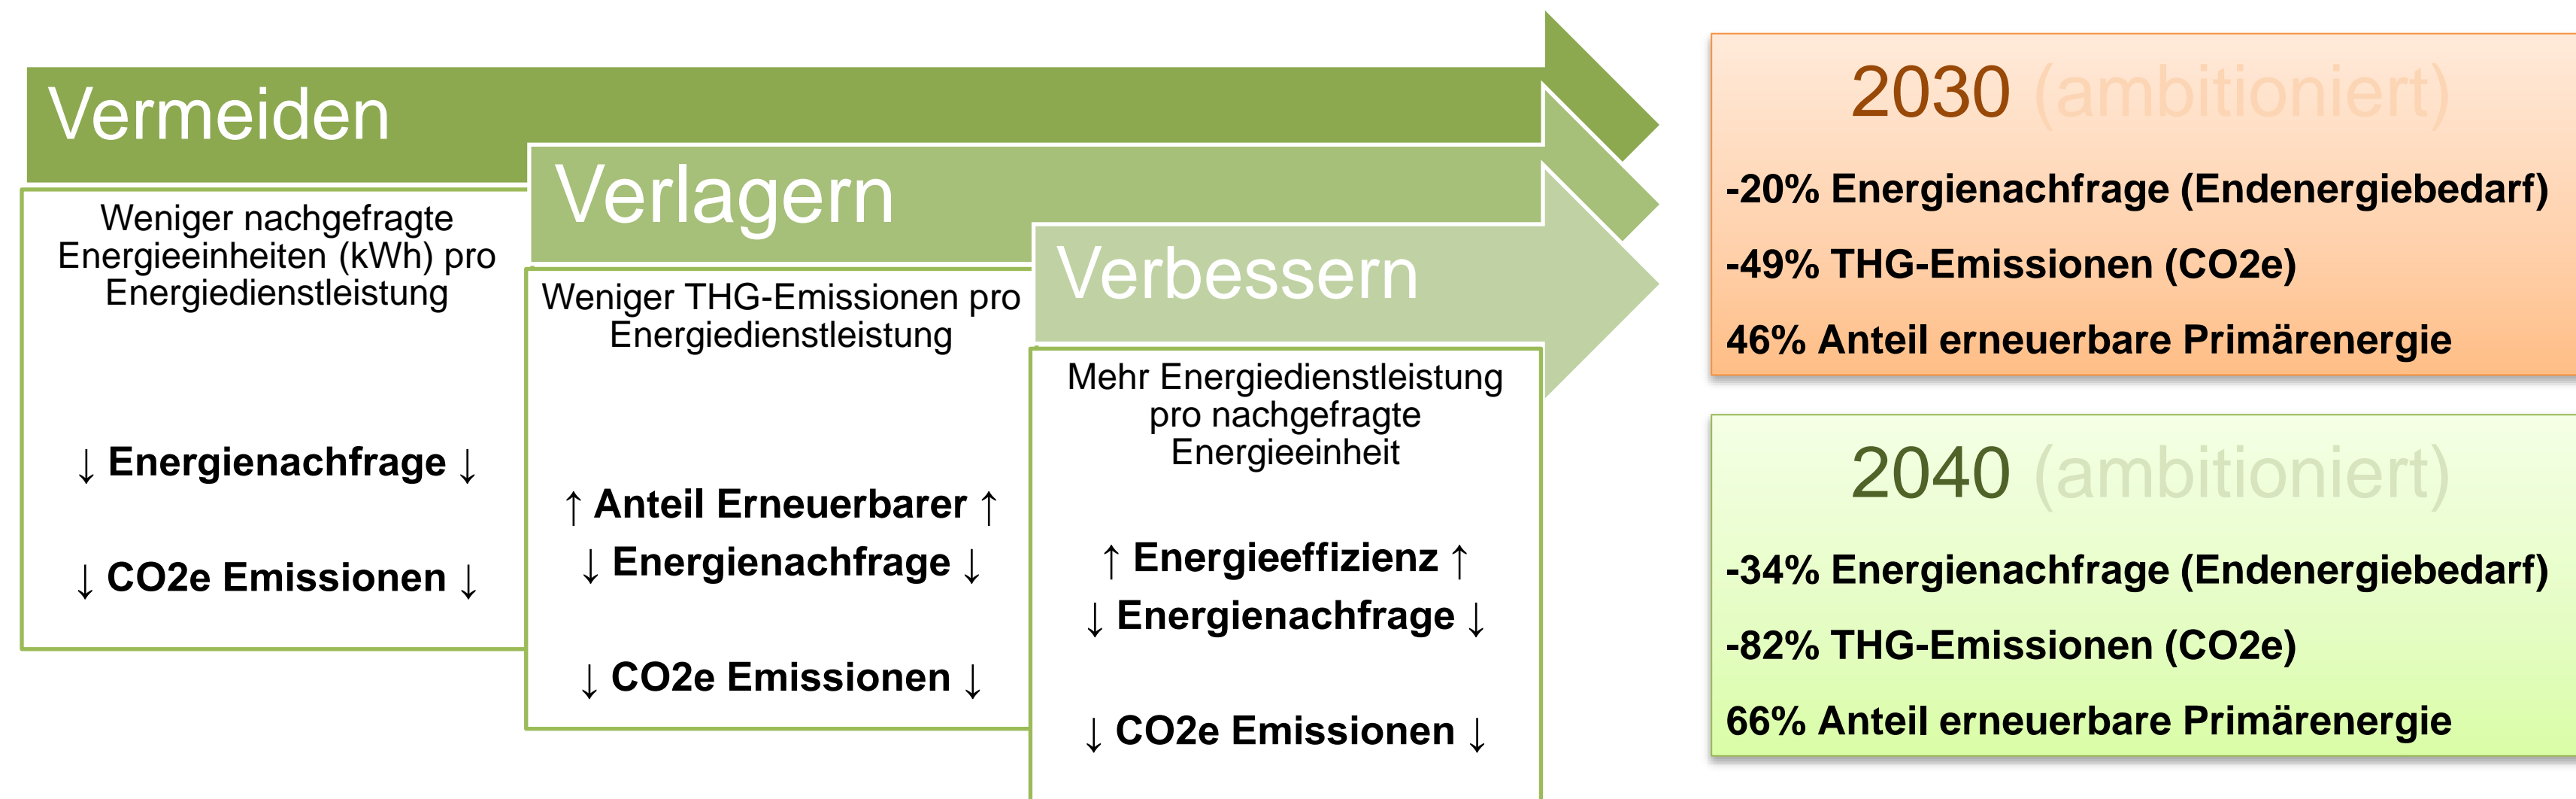 Vermeiden
Weniger nachgefragte
Energieeinheiten (kWh) pro
Energiedienstleistung
↓ Energienachfrage ↓
↓ CO2e Emissionen ↓
Verlagern
Weniger THG-Emissionen pro
Energiedienstleistung
↑ Anteil Erneuerbarer ↑
↓ Energienachfrage ↓
↓ CO2e Emissionen ↓
Verbessern
Mehr Energiedienstleistung
pro nachgefragte
Energieeinheit
↑ Energieeffizienz ↑
↓ Energienachfrage ↓
↓ CO2e Emissionen ↓
2030 (ambitioniert)
-20% Energienachfrage (Endenergiebedarf)
-49% THG-Emissionen (CO2e)
46% Anteil erneuerbare Primärenergie
2040 (ambitioniert)
-34% Energienachfrage (Endenergiebedarf)
-82% THG-Emissionen (CO2e)
66% Anteil erneuerbare Primärenergie